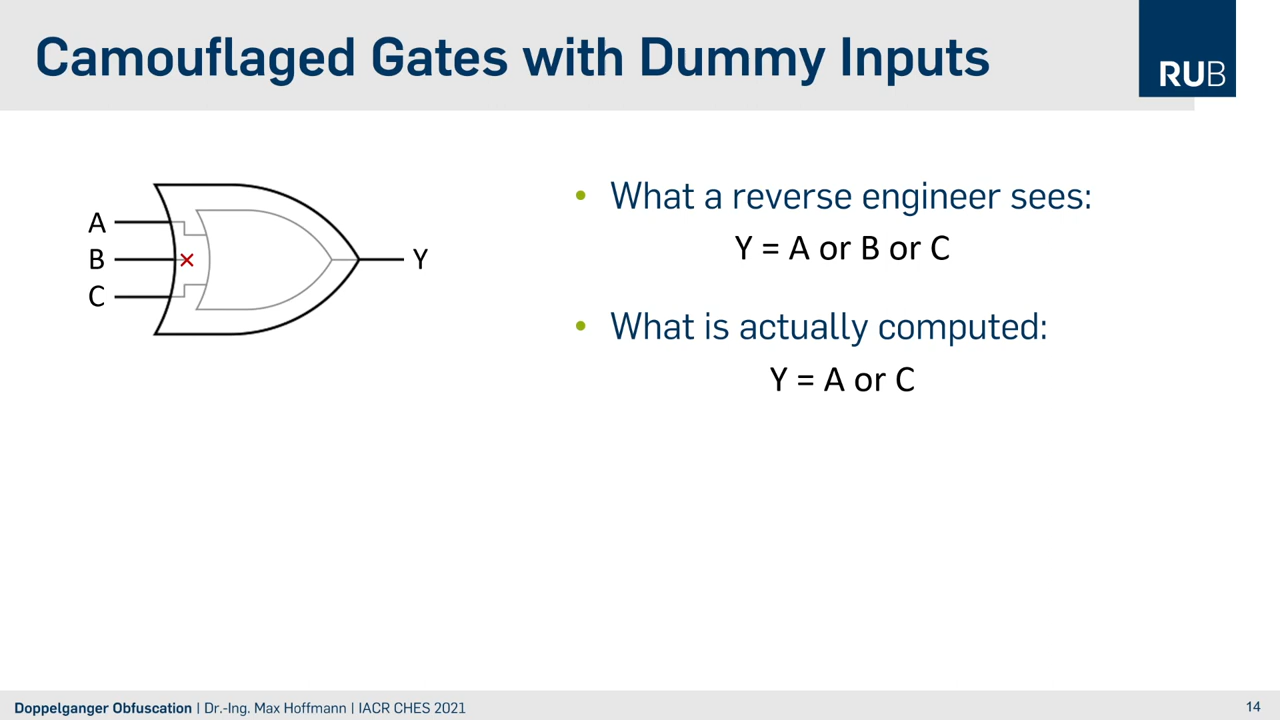 Camouflaged Gates with Dummy Inputs
RUB
A
B
C
Y
• What a reverse engineer sees:
Y = A or B or C
• What is actually computed:
Y = A or C
Doppelganger Obfuscation | Dr.-Ing. Max Hoffmann | IACR CHES 2021
14